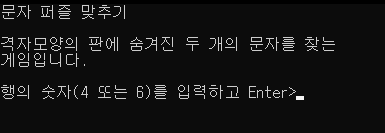 문자 퍼즐 맞추기
격자모양의 판에 숨겨진 두 개의 문자를 찾는
게임입니다.
행의 숫자(4 또는 6)를 입력하고 Enter>